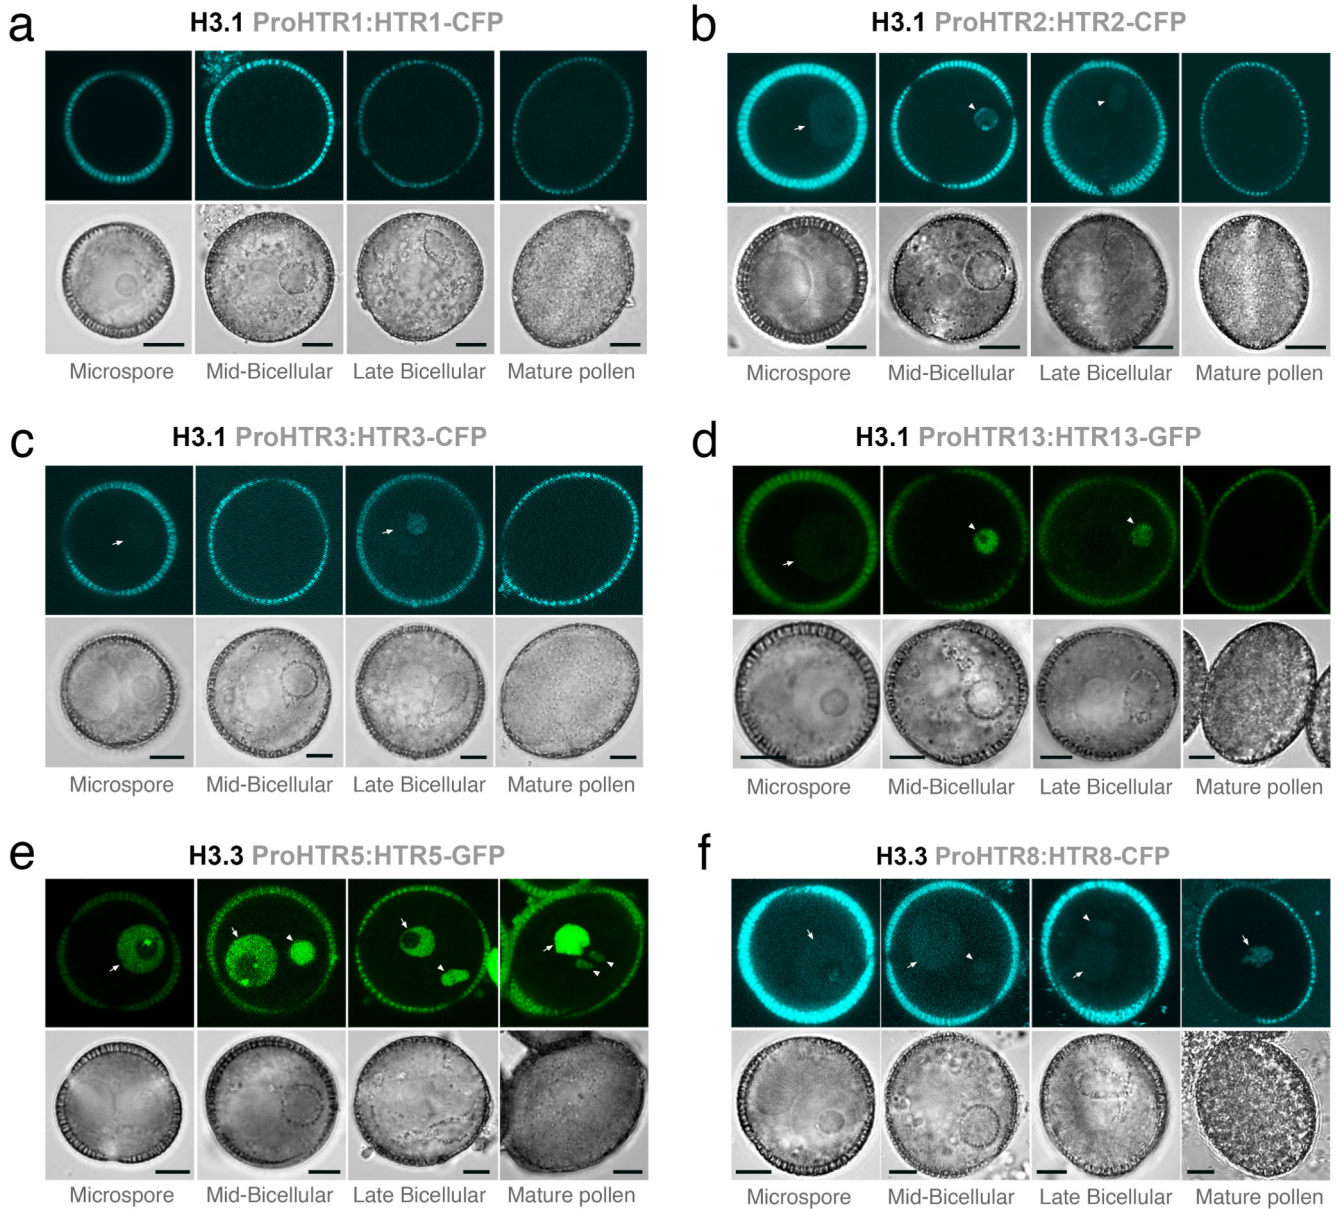 a
H3.1 ProHTR1:HTR1-CFP
Microspore
Mid-Bicellular
Late Bicellular
Mature pollen
b
H3.1 ProHTR2:HTR2-CFP
Microspore
Mid-Bicellular
Late Bicellular
Mature pollen
c
H3.1 ProHTR3:HTR3-CFP
Microspore
Mid-Bicellular
Late Bicellular
Mature pollen
d
H3.1 ProHTR13:HTR13-GFP
Microspore
Mid-Bicellular
Late Bicellular
Mature pollen
e
H3.3 ProHTR5:HTR5-GFP
Microspore
Mid-Bicellular
Late Bicellular
Mature pollen
f
H3.3 ProHTR8:HTR8-CFP
Microspore
Mid-Bicellular
Late Bicellular
Mature pollen